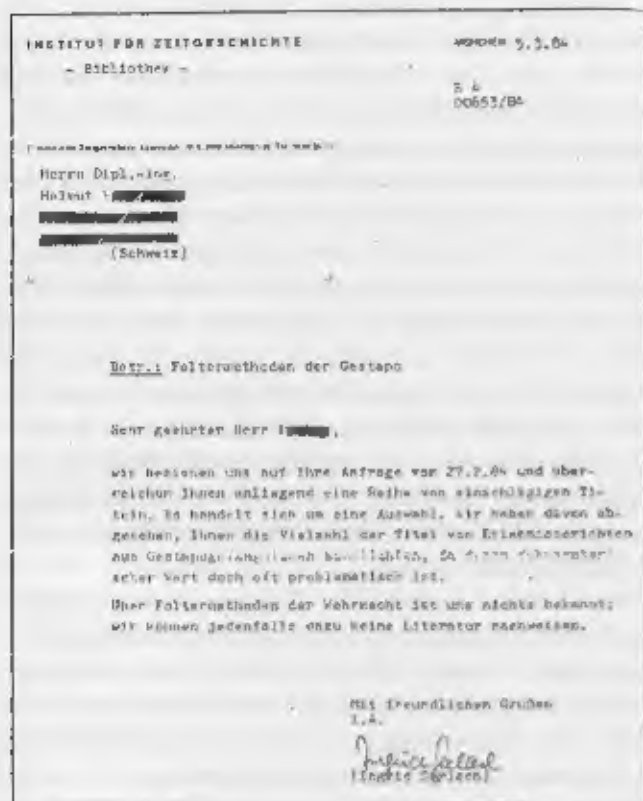 INSTITUT FÜR ZEITGESCHICHTE
MÜNCHEN 5.3.84
- Bibliothek -
00653/84
Herrn Dipl.-Ing.
Helmut
(Schweiz)
Betr.: Foltermethoden der Gestapo
Sehr geehrter Herr
wir beziehen uns auf Ihre Anfrage vom 27.2.84 und über-
reichen Ihnen anliegend eine Reihe von einschlägigen Ti-
teln. Es handelt sich um eine Auswahl. Wir haben davon ab-
gesehen, Ihnen die Vielzahl der Titel von Erlebnisberichten
aus
Wert doch oft problematisch ist.
Über Foltermethoden der Wehrmacht ist uns nichts bekannt;
wir können jedenfalls dazu keine Literatur nachweisen.
Mit freundlichen Grüßen
I.A.
(Ingrid